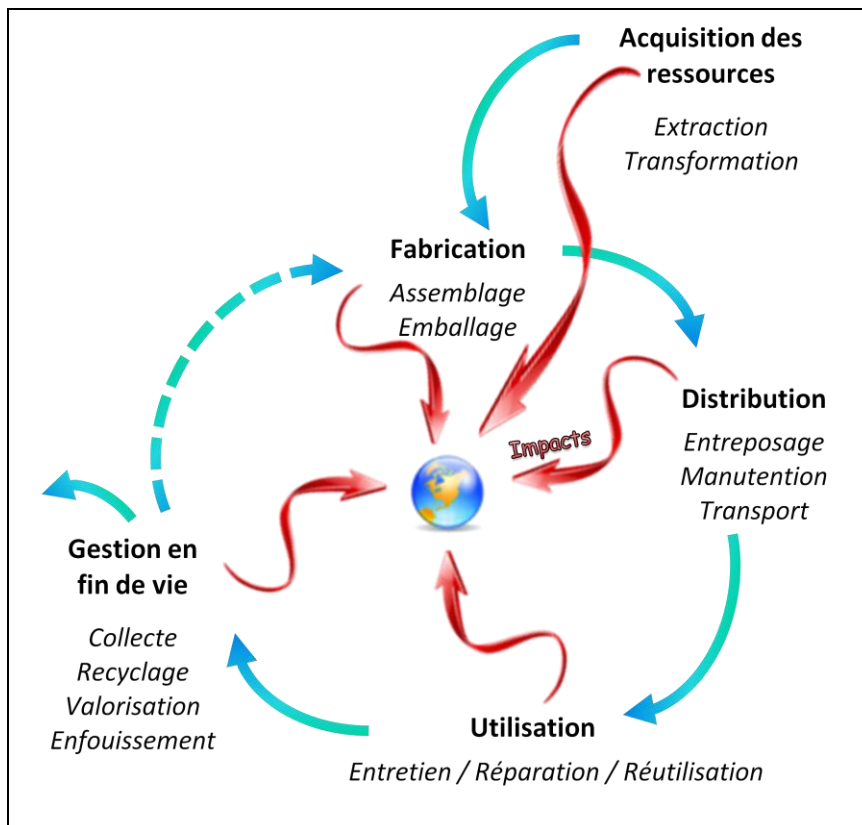 Acquisition des
ressources
Extraction
Transformation
Fabrication
Assemblage
Emballage
Distribution
Entreposage
Manutention
Transport
Impacts
Gestion en
fin de vie
Collecte
Recyclage
Valorisation
Enfouissement
Utilisation
Entretien / Réparation / Réutilisation